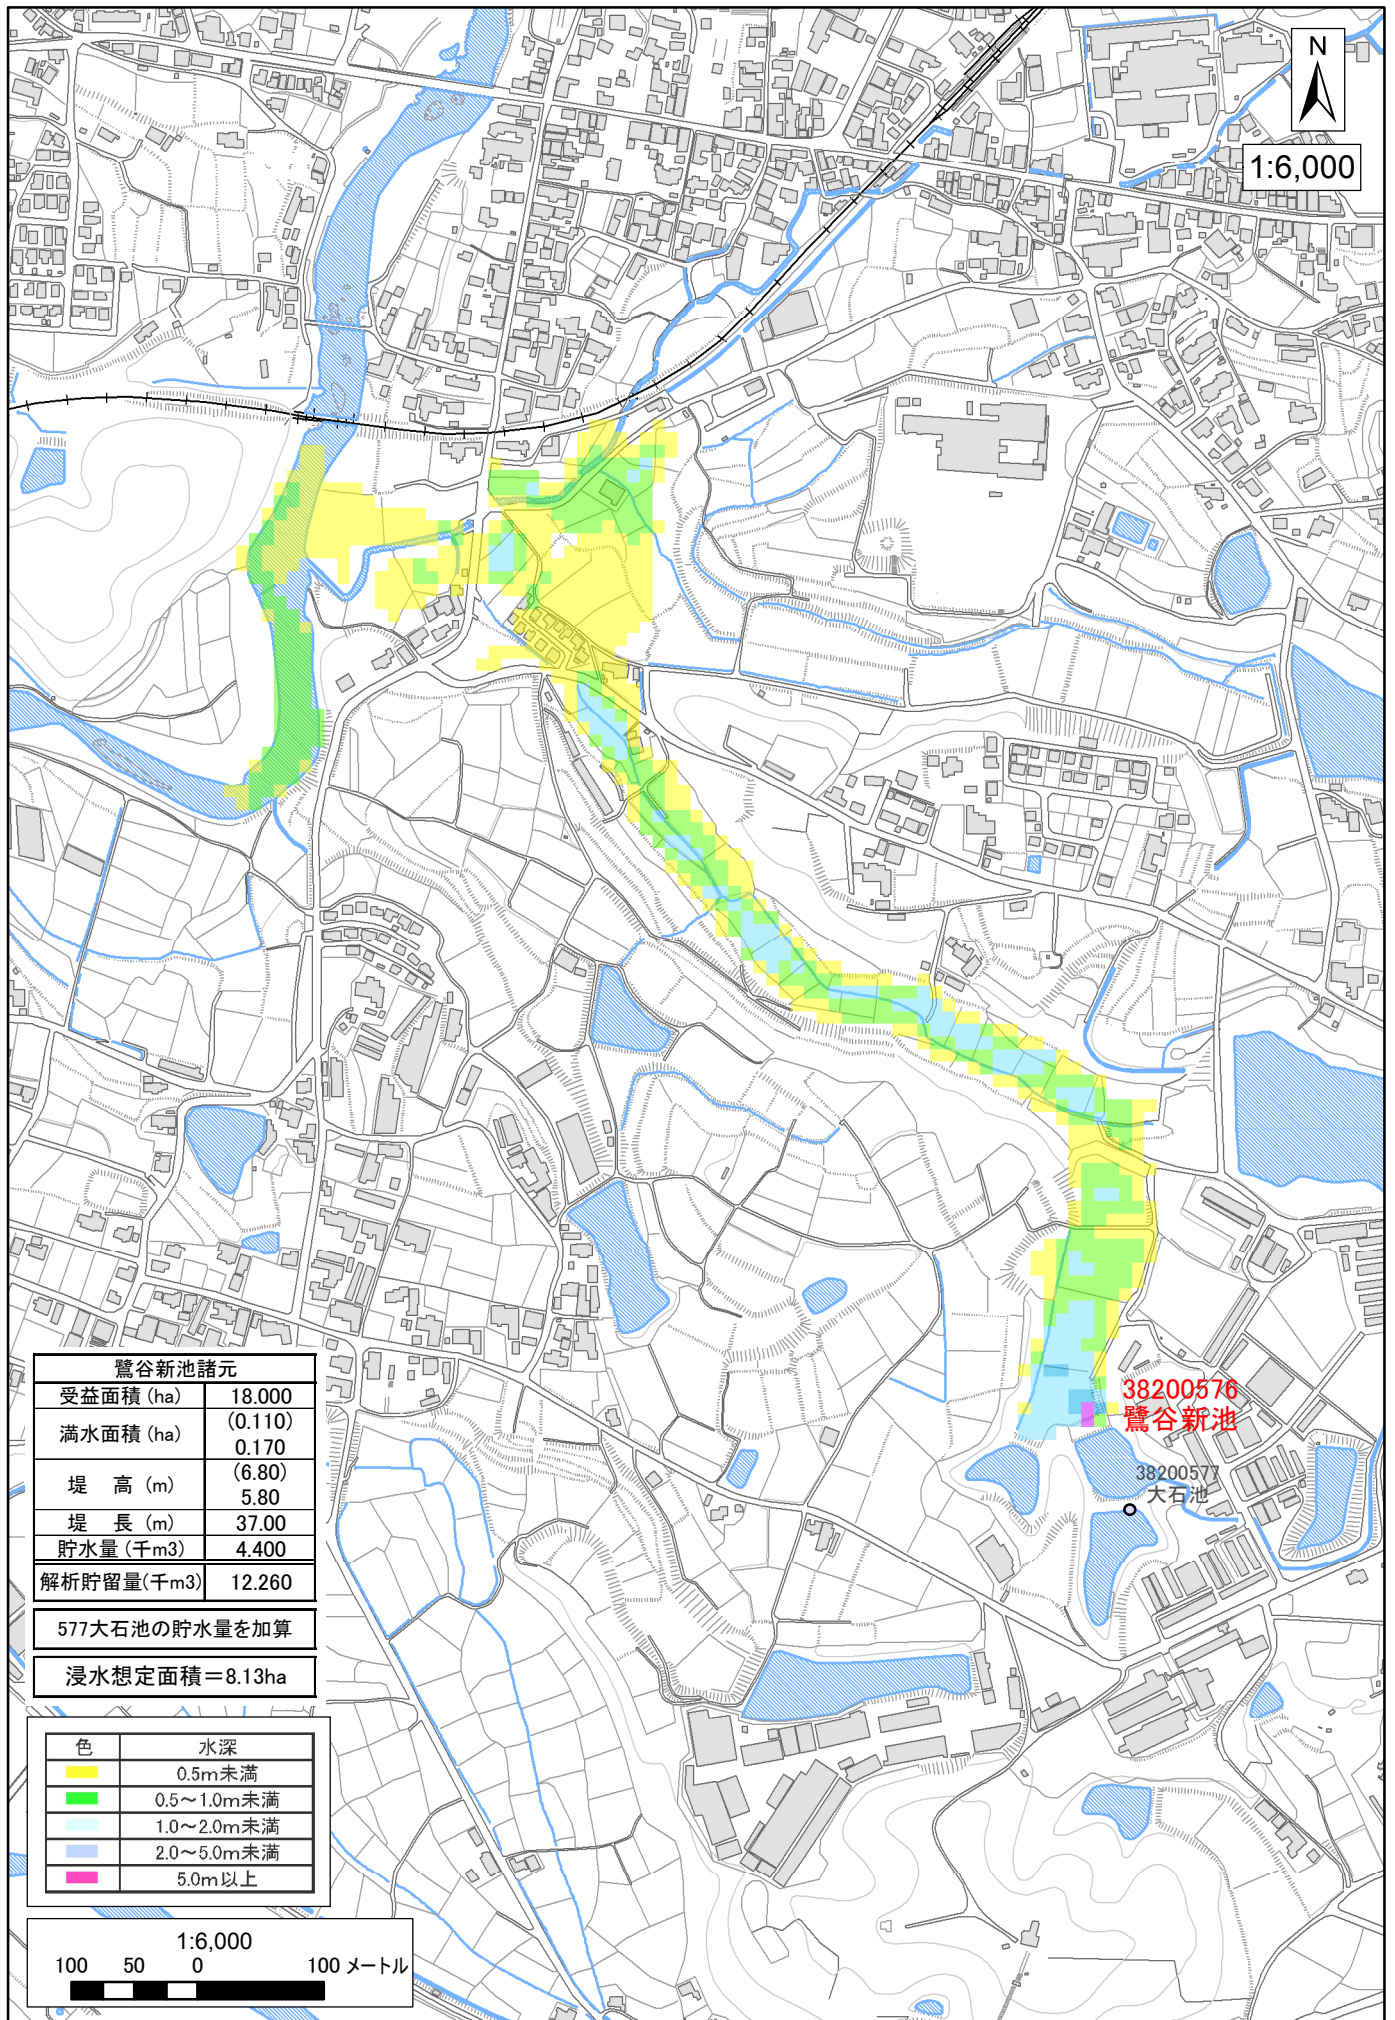 N
1:6,000
38200576
鷺谷新池
38200577
大石池
鷺谷新池諸元
受益面積 (ha) 18.000
満水面積 (ha) (0.110)
0.170
堤　高 (m) (6.80)
5.80
堤　長 (m) 37.00
貯水量 (千m3) 4.400
解析貯留量(千m3) 12.260
577大石池の貯水量を加算
浸水想定面積＝8.13ha
色 水深
0.5m未満
0.5～1.0m未満
1.0～2.0m未満
2.0～5.0m未満
5.0m以上
1:6,000
100 50 0 100 メートル